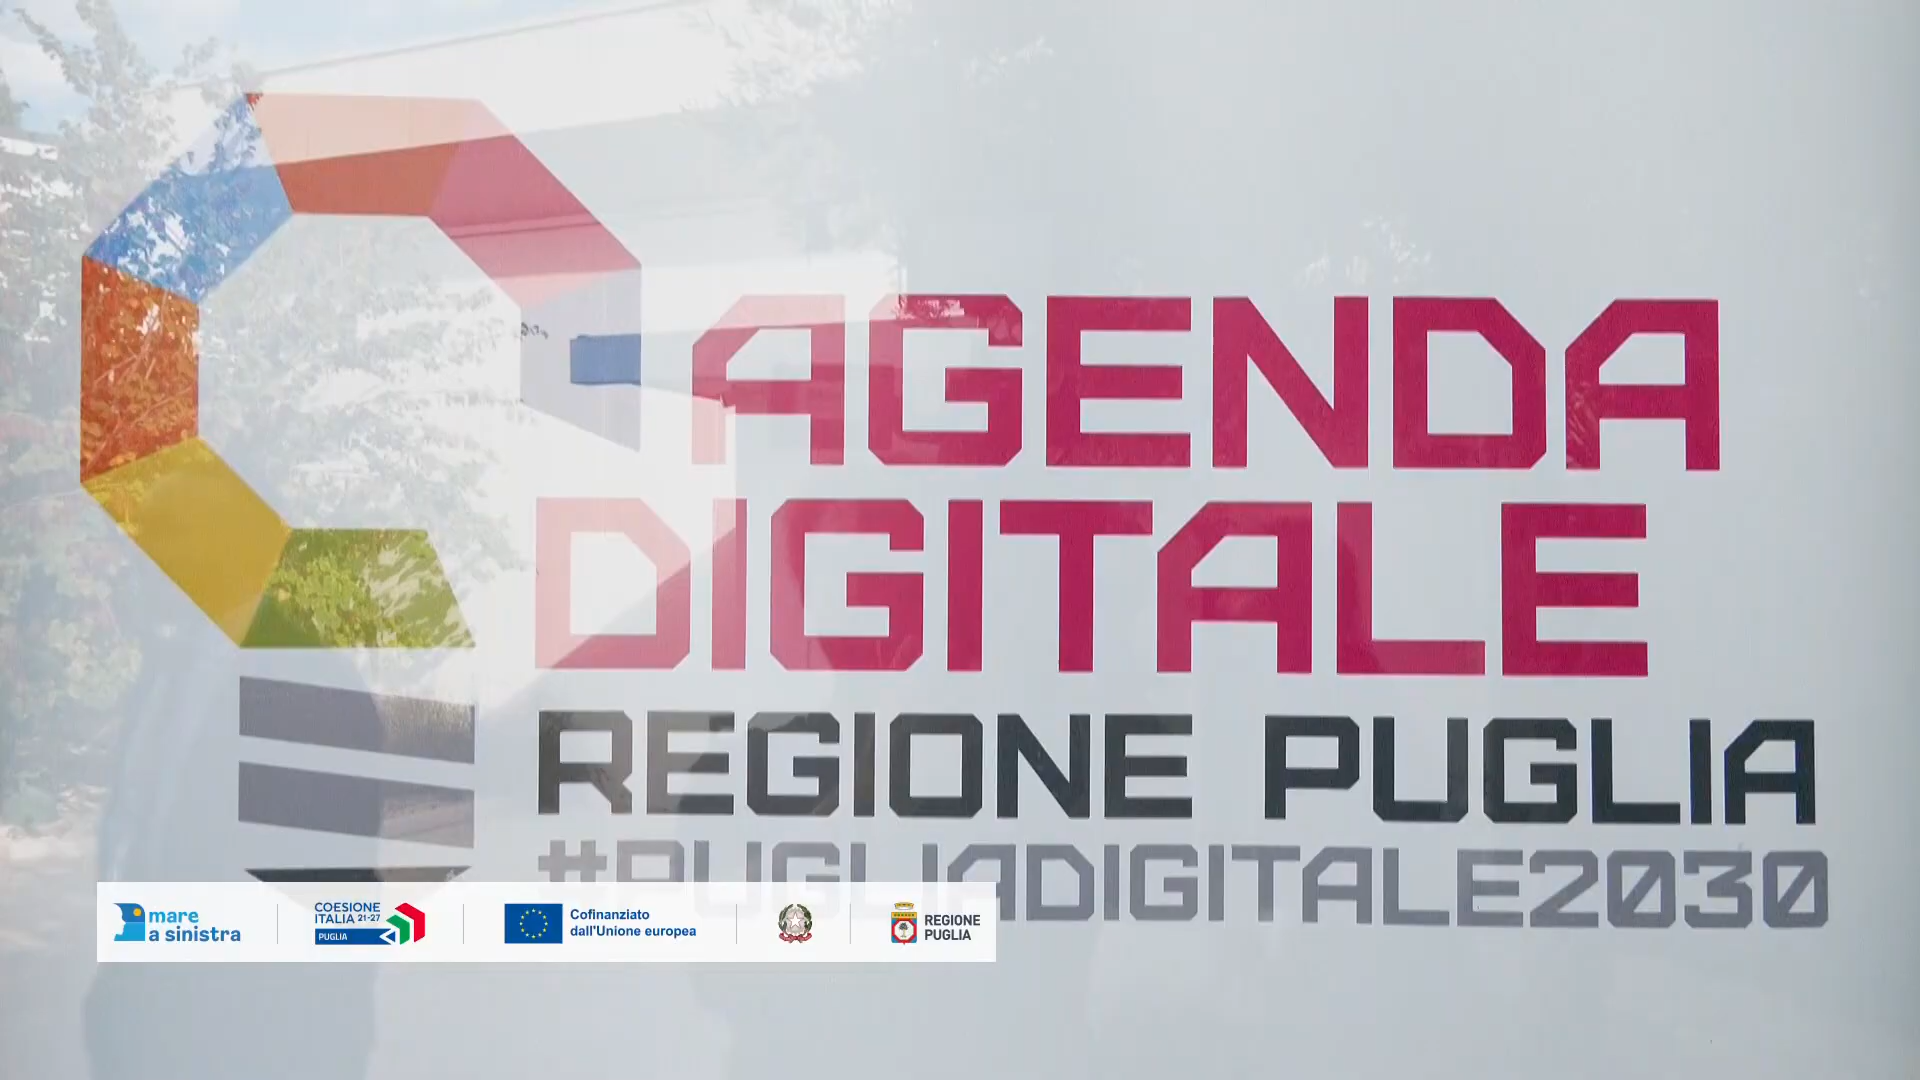 AGENDA
DIGITALE
REGIONE PUGLIA
#PUGLIADIGITALE2030
mare
a sinistra
COESIONE
ITALIA 21-27
PUGLIA
Cofinanziato
dall'Unione europea
REGIONE
PUGLIA